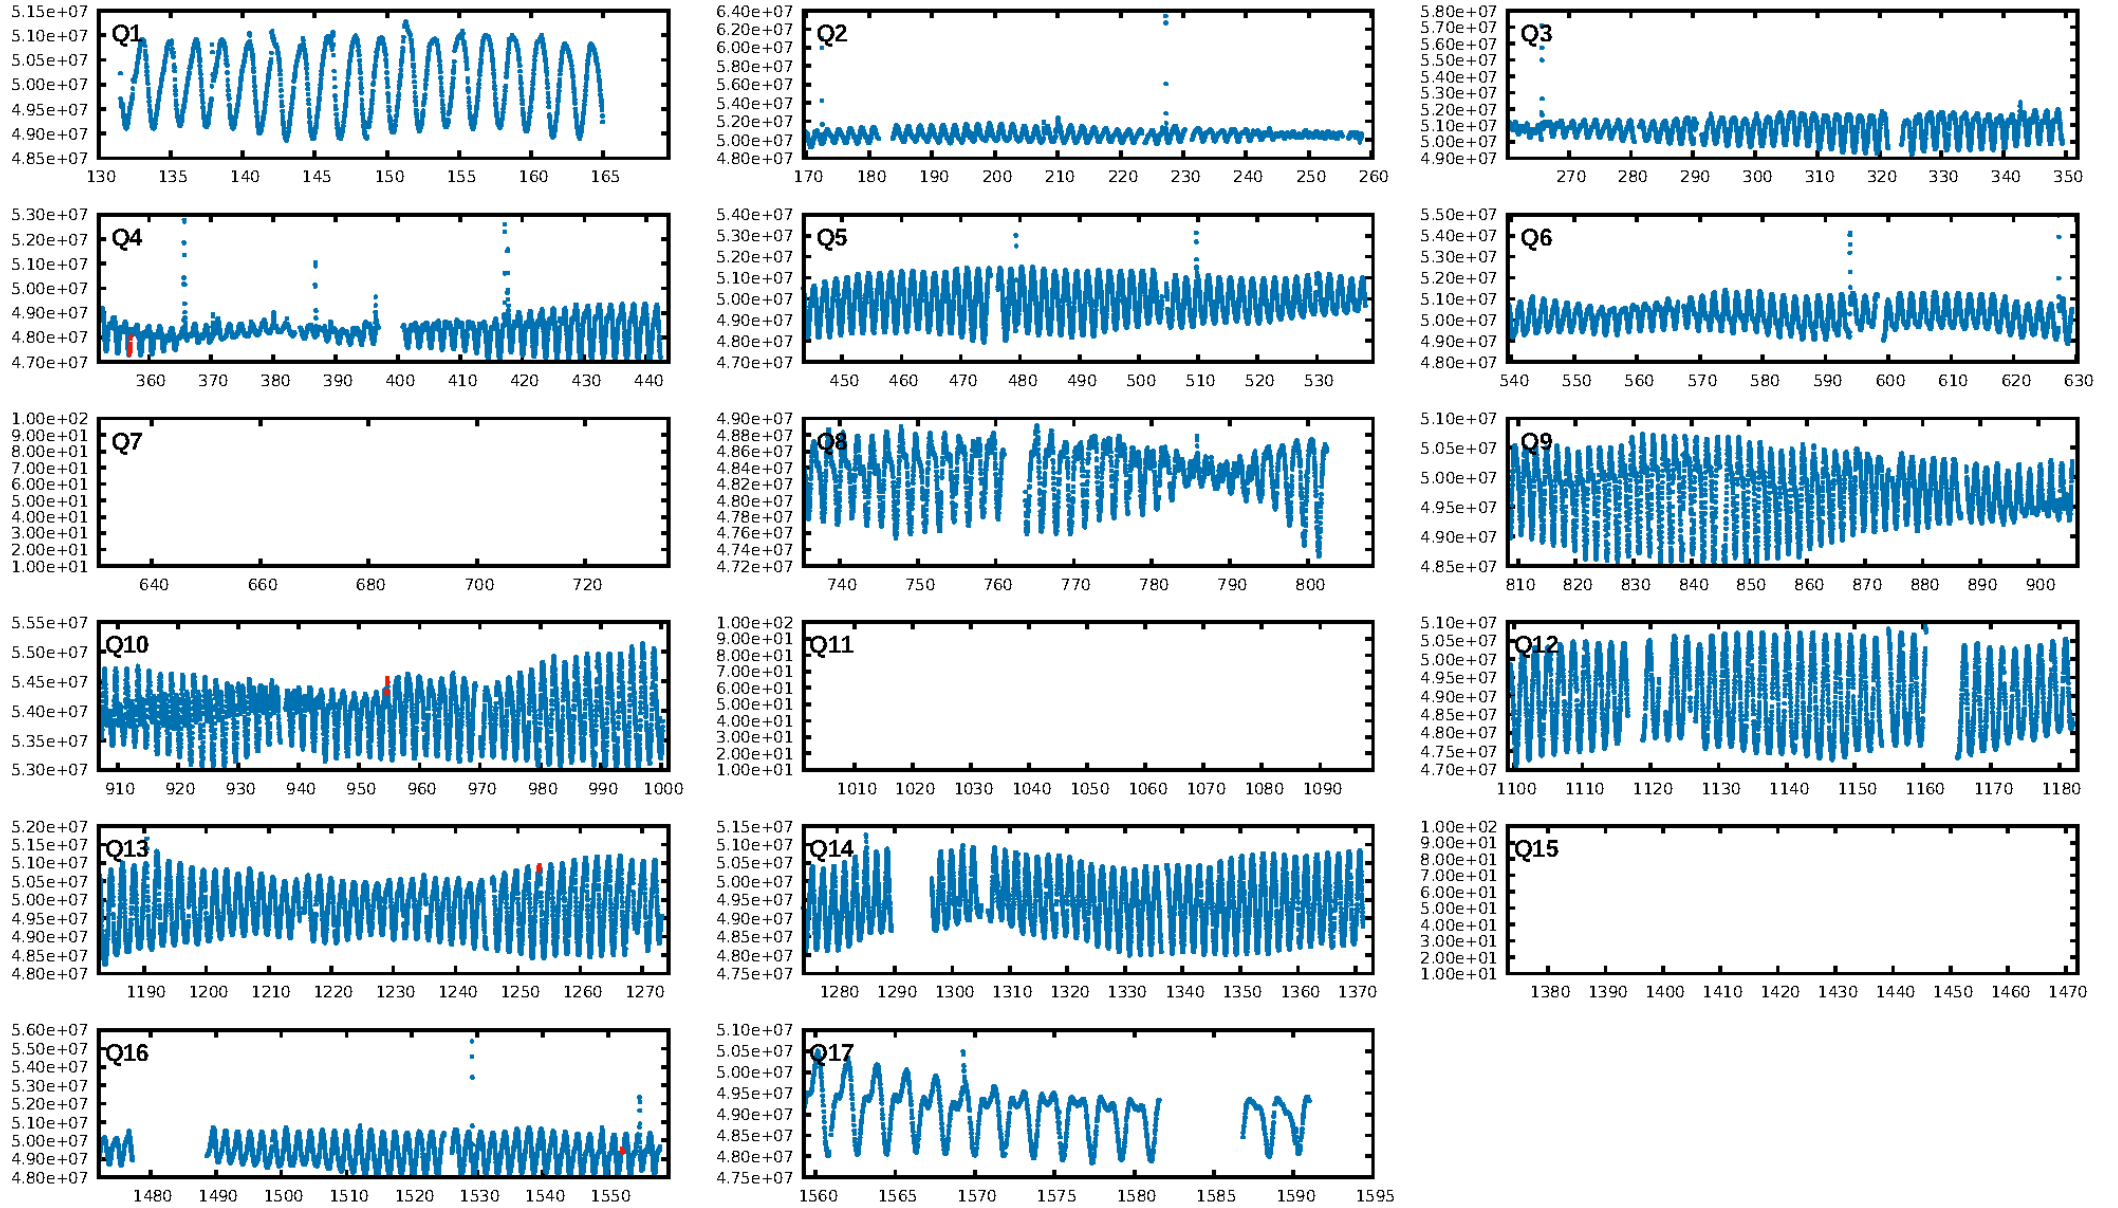 5.15e+07
5.10e+07
5.05e+07
5.00e+07
4.95e+07
4.90e+07
4.85e+07
Q1
130 135 140 145 150 155 160 165
6.40e+07
6.20e+07
6.00e+07
5.80e+07
5.60e+07
5.40e+07
5.20e+07
5.00e+07
4.80e+07
Q2
170 180 190 200 210 220 230 240 250 260
5.80e+07
5.70e+07
5.60e+07
5.50e+07
5.40e+07
5.30e+07
5.20e+07
5.10e+07
5.00e+07
4.90e+07
Q3
270 280 290 300 310 320 330 340 350
5.30e+07
5.20e+07
5.10e+07
5.00e+07
4.90e+07
4.80e+07
4.70e+07
Q4
360 370 380 390 400 410 420 430 440
5.40e+07
5.30e+07
5.20e+07
5.10e+07
5.00e+07
4.90e+07
4.80e+07
4.70e+07
Q5
450 460 470 480 490 500 510 520 530
5.50e+07
5.40e+07
5.30e+07
5.20e+07
5.10e+07
5.00e+07
4.90e+07
4.80e+07
Q6
540 550 560 570 580 590 600 610 620 630
1.00e+02
9.00e+01
8.00e+01
7.00e+01
6.00e+01
5.00e+01
4.00e+01
3.00e+01
2.00e+01
1.00e+01
Q7
640 660 680 700 720
4.90e+07
4.88e+07
4.86e+07
4.84e+07
4.82e+07
4.80e+07
4.78e+07
4.76e+07
4.74e+07
4.72e+07
Q8
740 750 760 770 780 790 800
5.10e+07
5.05e+07
5.00e+07
4.95e+07
4.90e+07
4.85e+07
Q9
810 820 830 840 850 860 870 880 890 900
5.55e+07
5.50e+07
5.45e+07
5.40e+07
5.35e+07
5.30e+07
Q10
910 920 930 940 950 960 970 980 990 1000
1.00e+02
9.00e+01
8.00e+01
7.00e+01
6.00e+01
5.00e+01
4.00e+01
3.00e+01
2.00e+01
1.00e+01
Q11
1010 1020 1030 1040 1050 1060 1070 1080 1090
5.10e+07
5.05e+07
5.00e+07
4.95e+07
4.90e+07
4.85e+07
4.80e+07
4.75e+07
4.70e+07
Q12
1100 1110 1120 1130 1140 1150 1160 1170 1180
5.20e+07
5.15e+07
5.10e+07
5.05e+07
5.00e+07
4.95e+07
4.90e+07
4.85e+07
4.80e+07
Q13
1190 1200 1210 1220 1230 1240 1250 1260 1270
5.15e+07
5.10e+07
5.05e+07
5.00e+07
4.95e+07
4.90e+07
4.85e+07
4.80e+07
4.75e+07
Q14
1280 1290 1300 1310 1320 1330 1340 1350 1360 1370
1.00e+02
9.00e+01
8.00e+01
7.00e+01
6.00e+01
5.00e+01
4.00e+01
3.00e+01
2.00e+01
1.00e+01
Q15
1380 1390 1400 1410 1420 1430 1440 1450 1460 1470
5.60e+07
5.50e+07
5.40e+07
5.30e+07
5.20e+07
5.10e+07
5.00e+07
4.90e+07
4.80e+07
Q16
1480 1490 1500 1510 1520 1530 1540 1550
5.10e+07
5.05e+07
5.00e+07
4.95e+07
4.90e+07
4.85e+07
4.80e+07
4.75e+07
Q17
1560 1565 1570 1575 1580 1585 1590 1595